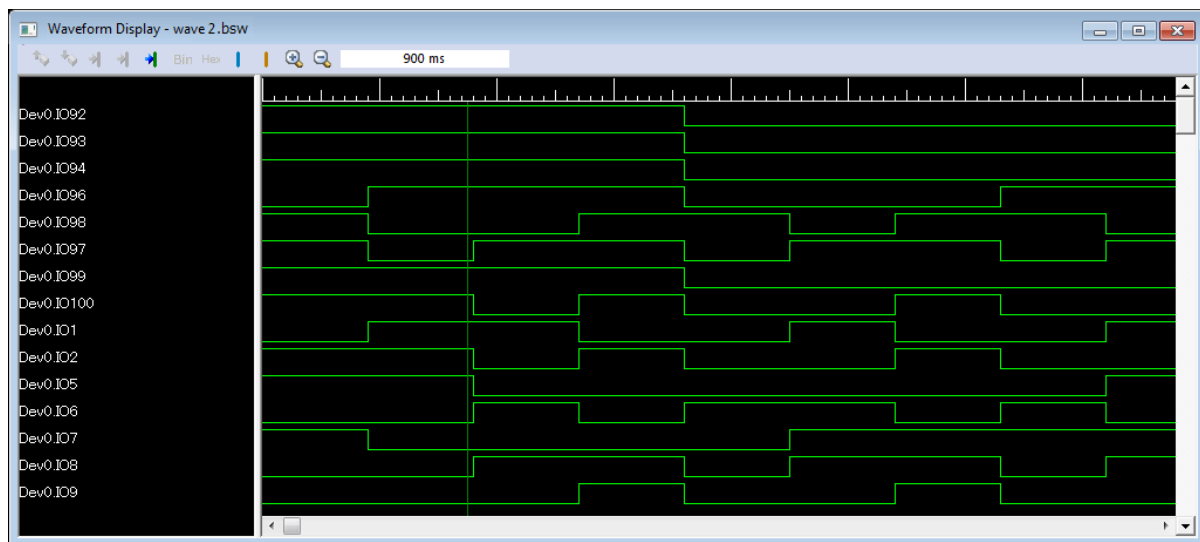 Waveform Display - wave 2.bsw
Bin Hex 900 ms
Dev0.IO92
Dev0.IO93
Dev0.IO94
Dev0.IO96
Dev0.IO98
Dev0.IO97
Dev0.IO99
Dev0.IO100
Dev0.IO1
Dev0.IO2
Dev0.IO5
Dev0.IO6
Dev0.IO7
Dev0.IO8
Dev0.IO9